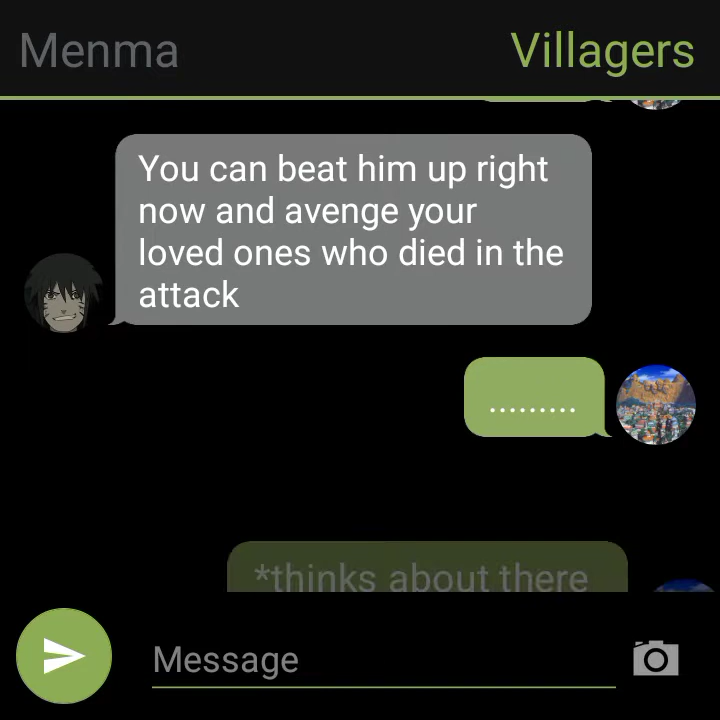 Menma
Villagers
You can beat him up right
now and avenge your
loved ones who died in the
attack
.........
*thinks about there
Message